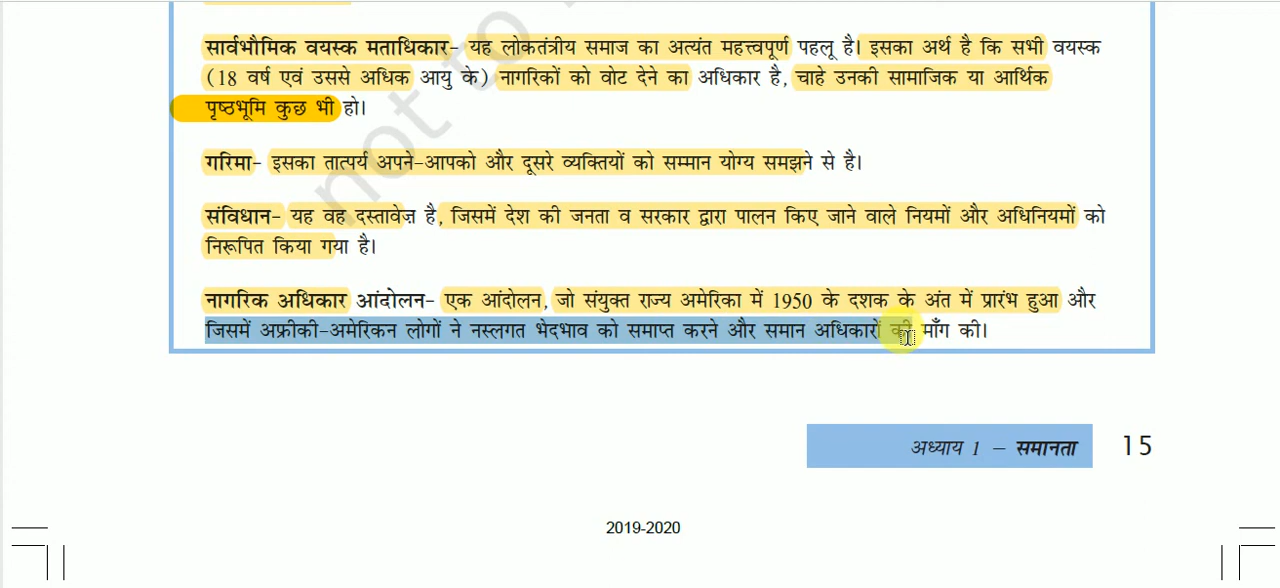 सार्वभौमिक वयस्क मताधिकार- यह लोकतंत्रीय समाज का अत्यंत महत्त्वपूर्ण पहलू है। इसका अर्थ है कि सभी वयस्क
(18 वर्ष एवं उससे अधिक आयु के) नागरिकों को वोट देने का अधिकार है, चाहे उनकी सामाजिक या आर्थिक
पृष्ठभूमि कुछ भी हो।
not to
गरिमा- इसका तात्पर्य अपने-आपको और दूसरे व्यक्तियों को सम्मान योग्य समझने से है।
संविधान- यह वह दस्तावेज़ है, जिसमें देश की जनता व सरकार द्वारा पालन किए जाने वाले नियमों और अधिनियमों को
निरूपित किया गया है।
नागरिक अधिकार आंदोलन- एक आंदोलन, जो संयुक्त राज्य अमेरिका में 1950 के दशक के अंत में प्रारंभ हुआ और
जिसमें अफ्रीकी-अमेरिकन लोगों ने नस्लगत भेदभाव को समाप्त करने और समान अधिकारों की माँग की।
अध्याय 1 – समानता 15
2019-2020